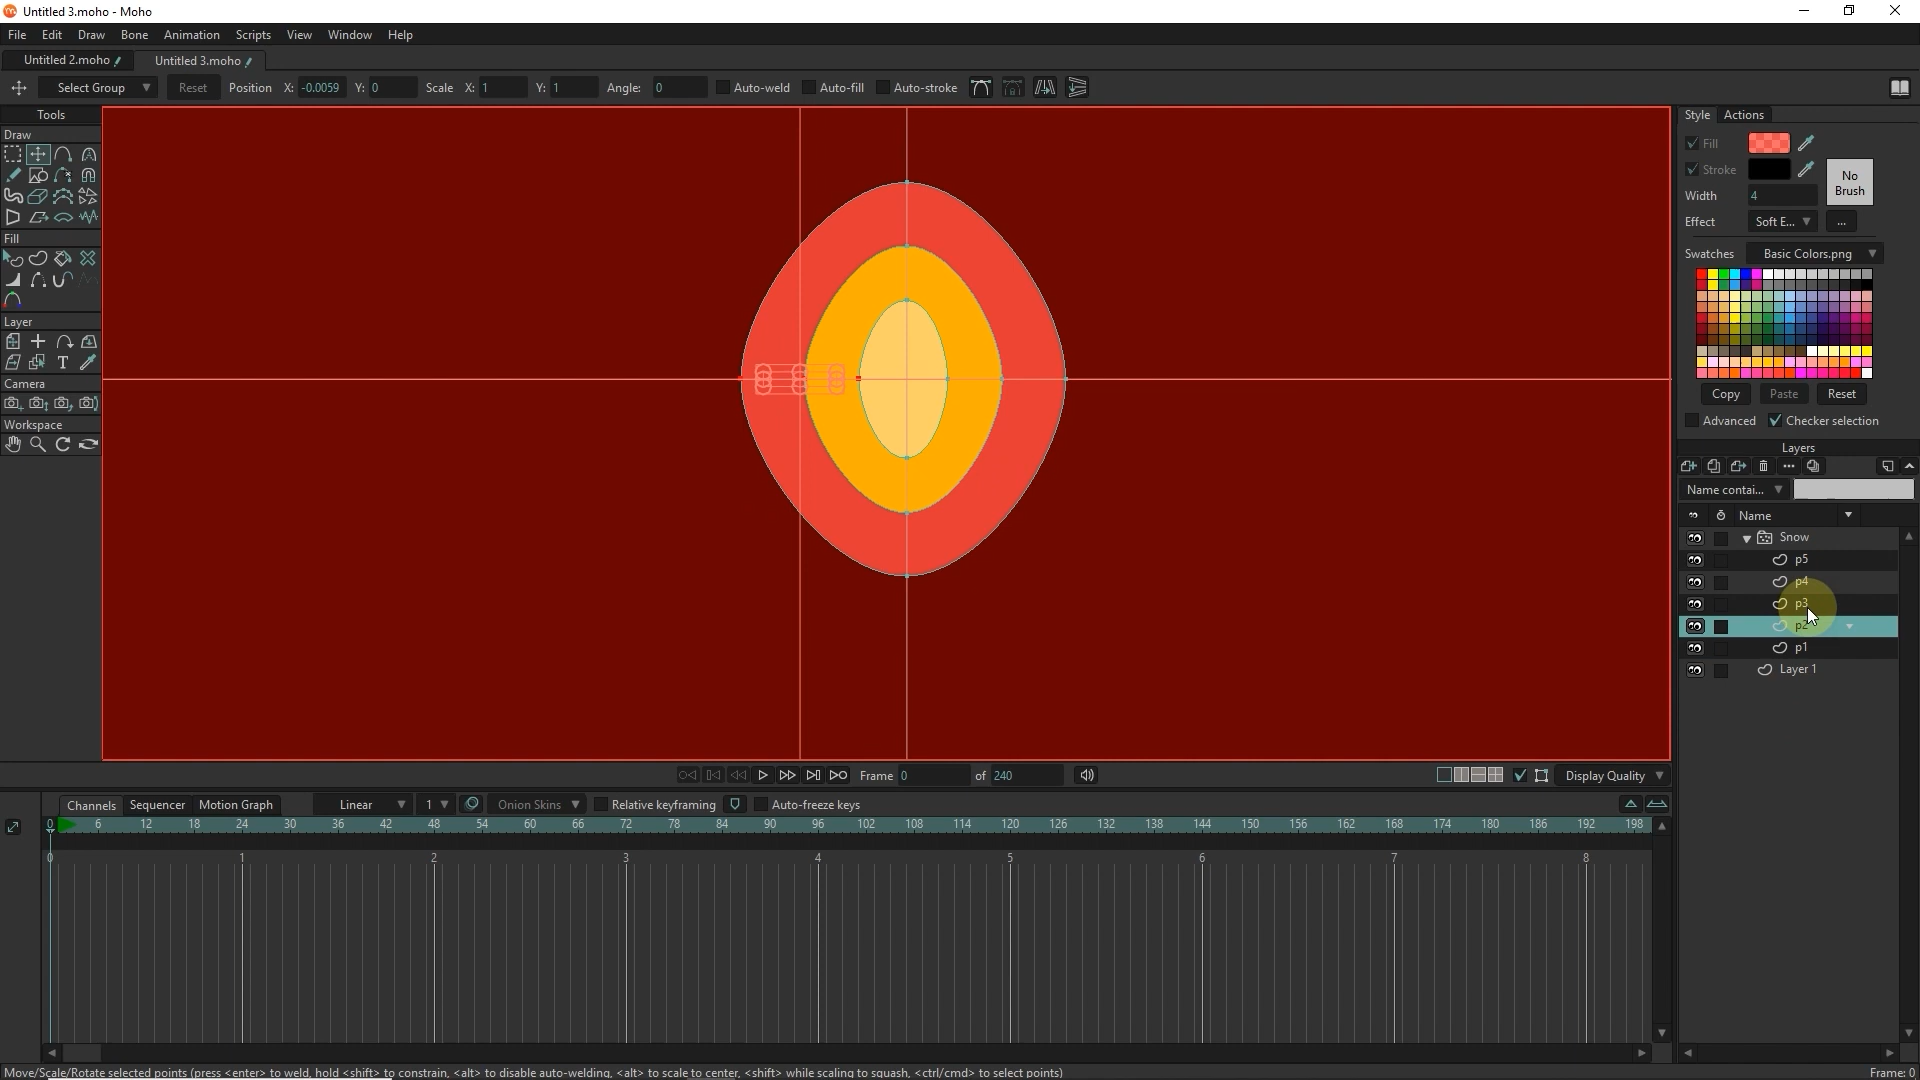 Untitled 3.moho - Moho
File Edit Draw Bone Animation Scripts View Window Help
Untitled 2.moho Untitled 3.moho
Select Group Reset Position X: -0.0059 Y: 0 Scale X: 1 Y: 1 Angle: 0 Auto-weld Auto-fill Auto-stroke
Tools
Draw
Fill
Layer
Camera
Workspace
Style Actions
Fill
Stroke
No
Brush
Width 4
Effect Soft E... ...
Swatches Basic Colors.png
Copy Paste Reset
Advanced Checker selection
Layers
Name contai...
Name
Snow
p5
p4
p3
p2
p1
Layer 1
Frame 0 of 240 Display Quality
Channels Sequencer Motion Graph Linear 1 Onion Skins Relative keyframing Auto-freeze keys
0 6 12 18 24 30 36 42 48 54 60 66 72 78 84 90 96 102 108 114 120 126 132 138 144 150 156 162 168 174 180 186 192 198
0 1 2 3 4 5 6 7 8
Move/Scale/Rotate selected points (press <enter> to weld, hold <shift> to constrain, <alt> to disable auto-welding, <alt> to scale to center, <shift> while scaling to squash, <ctrl/cmd> to select points) Frame: 0